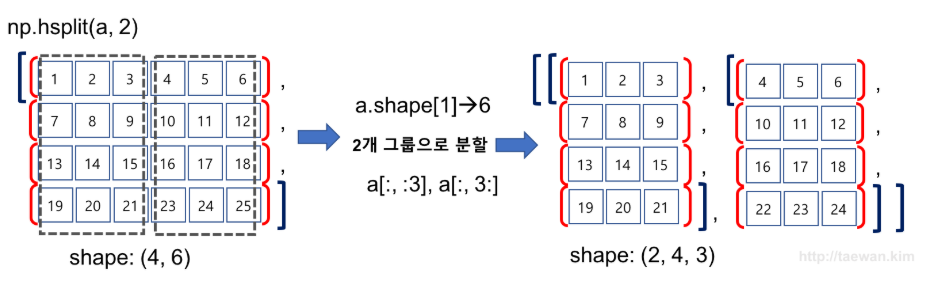 np.hsplit(a, 2)
[[ 1 2 3 4 5 6 ],
[ 7 8 9 10 11 12 ],
[ 13 14 15 16 17 18 ],
[ 19 20 21 23 24 25 ]]
shape: (4, 6)
a.shape[1]→6
2개 그룹으로 분할
a[:, :3], a[:, 3:]
[[[ 1 2 3 ],
[ 7 8 9 ],
[ 13 14 15 ],
[ 19 20 21 ]],
[[ 4 5 6 ],
[ 10 11 12 ],
[ 16 17 18 ],
[ 22 23 24 ]]]
shape: (2, 4, 3)
http://taewan.kim